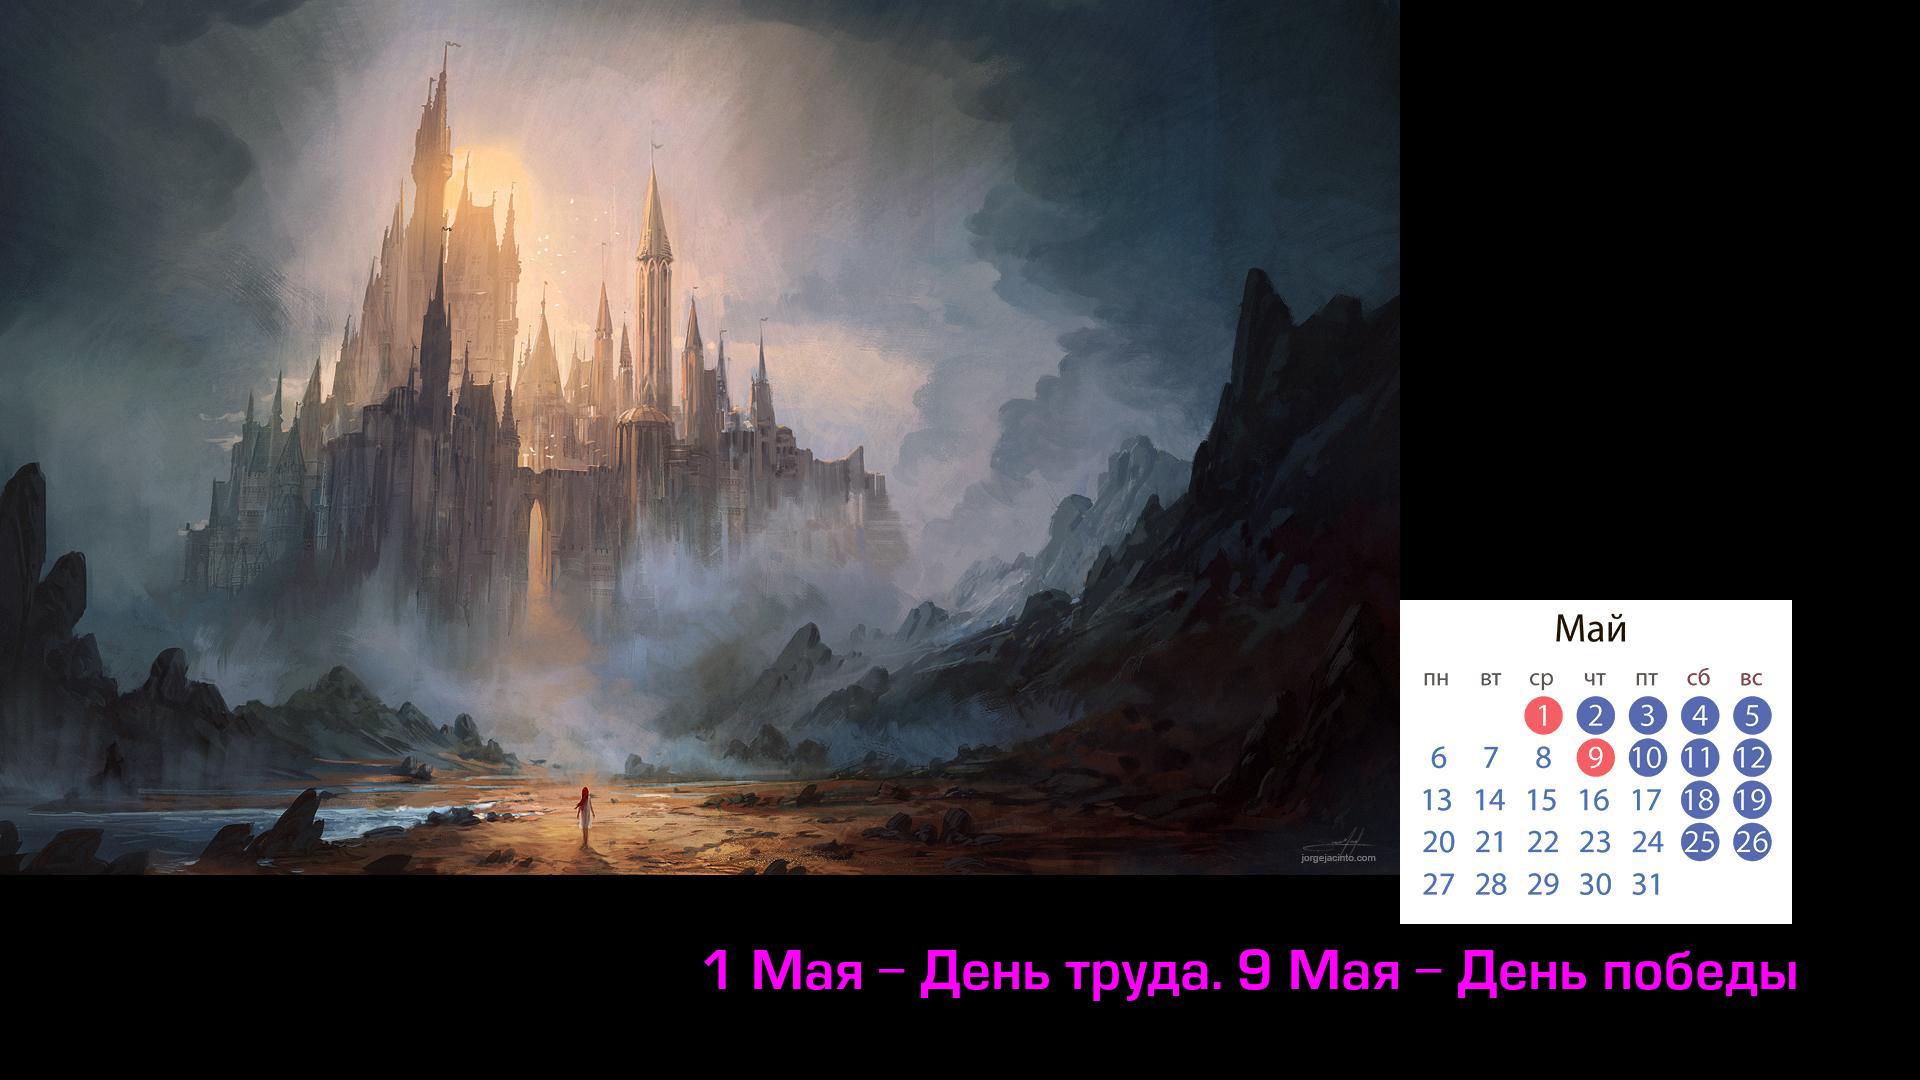 jorgejacinto.com
Май
пн вт ср чт пт сб вс
1 2 3 4 5
6 7 8 9 10 11 12
13 14 15 16 17 18 19
20 21 22 23 24 25 26
27 28 29 30 31
1 Мая – День труда. 9 Мая – День победы